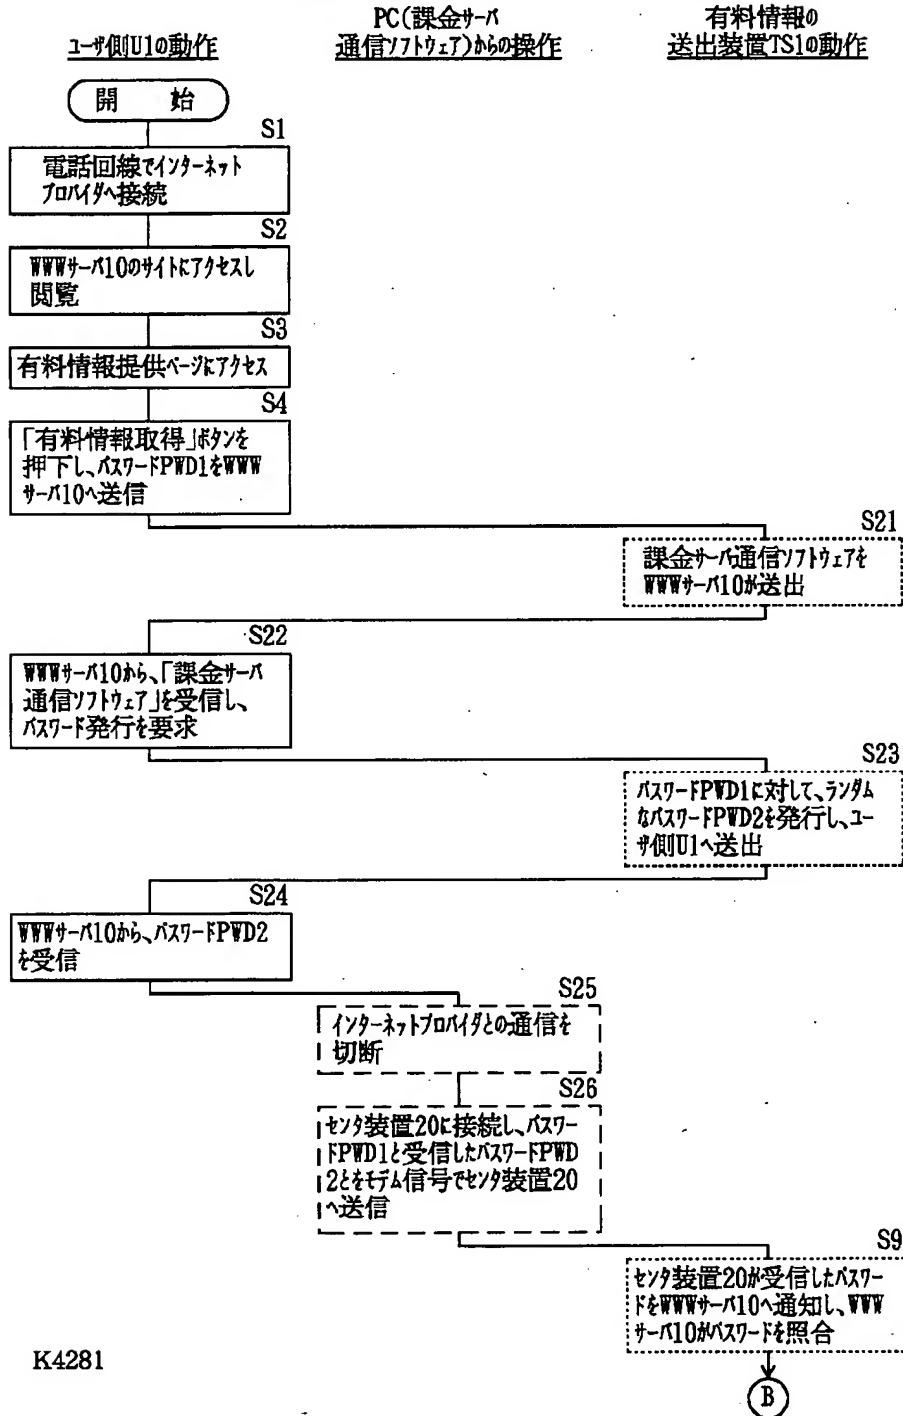 ユーザ側U1の動作
PC(課金サーバ
通信ソフトウェア)からの操作
有料情報の
送出装置TS1の動作
開 始
S1
電話回線でインターネット
プロバイダへ接続
S2
WWWサーバ10のサイトにアクセスし
閲覧
S3
有料情報提供ページにアクセス
S4
「有料情報取得」ボタンを
押下し、パスワードPWD1をWWW
サーバ10へ送信
S21
課金サーバ通信ソフトウェアを
WWWサーバ10が送出
S22
WWWサーバ10から、「課金サーバ
通信ソフトウェア」を受信し、
パスワード発行を要求
S23
パスワードPWD1に対して、ランダム
なパスワードPWD2を発行し、ユー
ザ側U1へ送出
S24
WWWサーバ10から、パスワードPWD2
を受信
S25
インターネットプロバイダとの通信を
切断
S26
センタ装置20に接続し、パスワー
ドPWD1と受信したパスワードPWD
2とをモデム信号でセンタ装置20
へ送信
S9
センタ装置20が受信したパスワー
ドをWWWサーバ10へ通知し、WWW
サーバ10がパスワードを照合
K4281
B